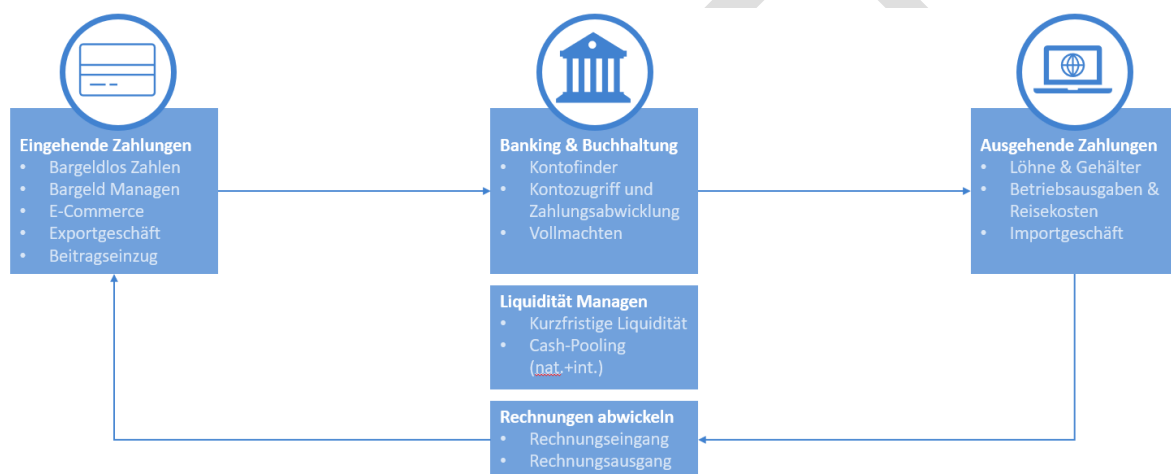 Eingehende Zahlungen
• Bargeldlos Zahlen
• Bargeld Managen
• E-Commerce
• Exportgeschäft
• Beitragseinzug
Banking & Buchhaltung
• Kontofinder
• Kontozugriff und
Zahlungsabwicklung
• Vollmachten
Liquidität Managen
• Kurzfristige Liquidität
• Cash-Pooling
(nat.+int.)
Rechnungen abwickeln
• Rechnungseingang
• Rechnungsausgang
Ausgehende Zahlungen
• Löhne & Gehälter
• Betriebsausgaben &
Reisekosten
• Importgeschäft